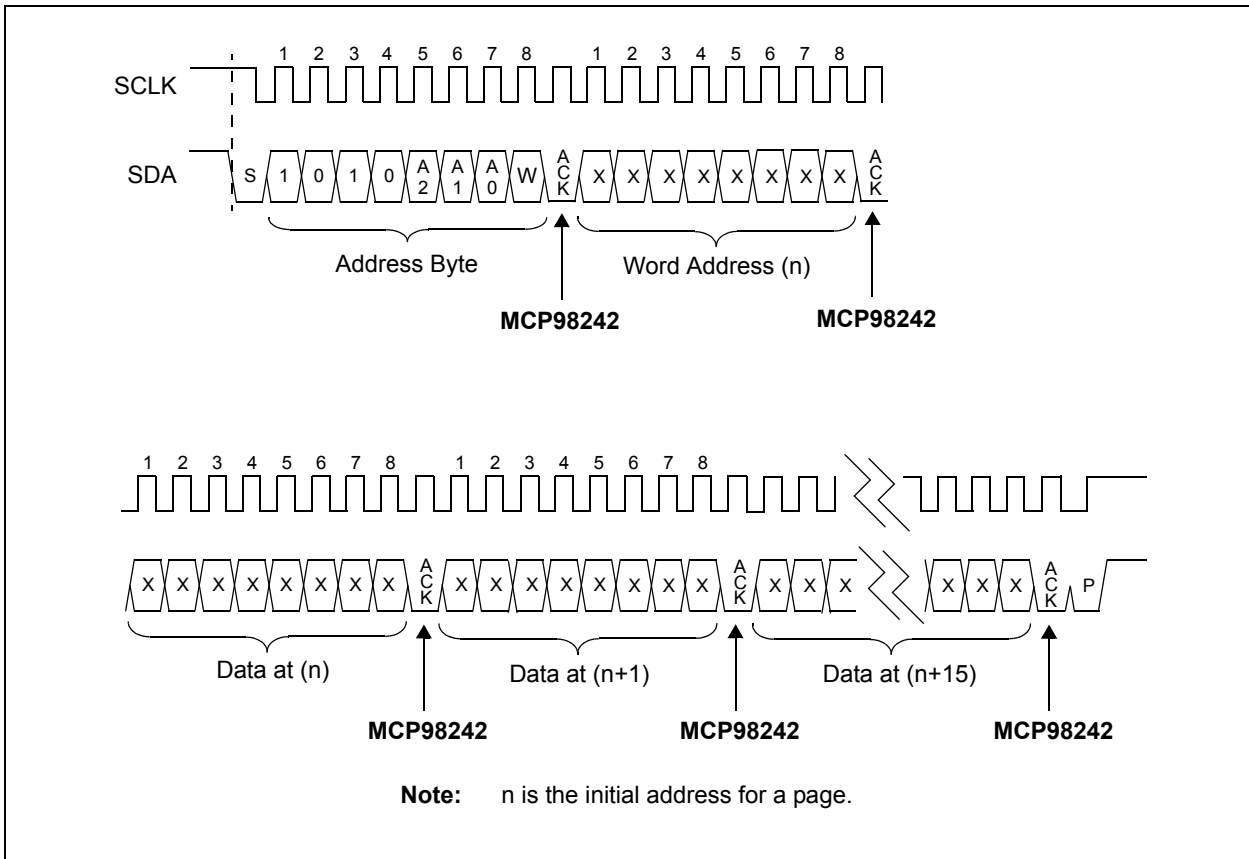 1 2 3 4 5 6 7 8 1 2 3 4 5 6 7 8
SCLK
SDA S 1 0 1 0 A2 A1 A0 W ACK X X X X X X X X ACK
Address Byte Word Address (n)
MCP98242 MCP98242
1 2 3 4 5 6 7 8 1 2 3 4 5 6 7 8
X X X X X X X X ACK X X X X X X X X ACK X X X X X X ACK P
Data at (n) Data at (n+1) Data at (n+15)
MCP98242 MCP98242 MCP98242
Note: n is the initial address for a page.